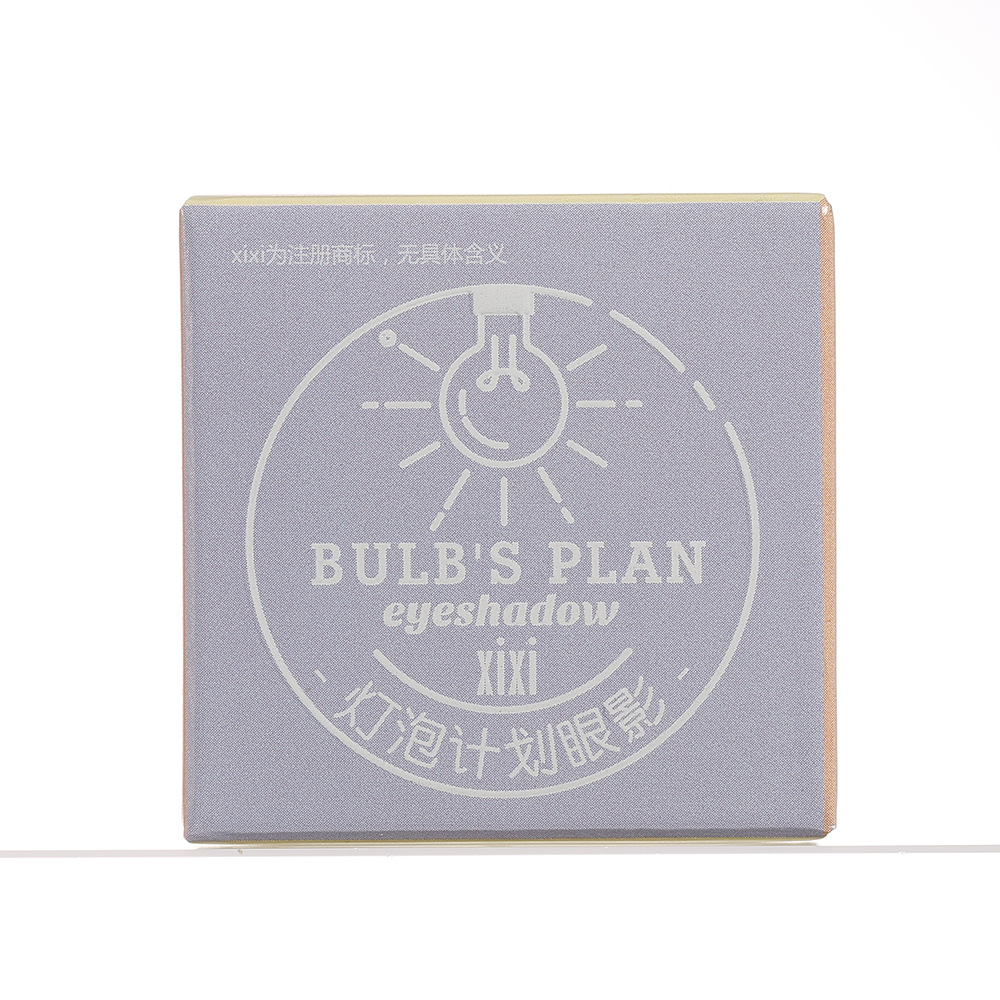 xixi为注册商标，无具体含义
BULB'S PLAN
eyeshadow
xixi
- 灯泡计划眼影 -